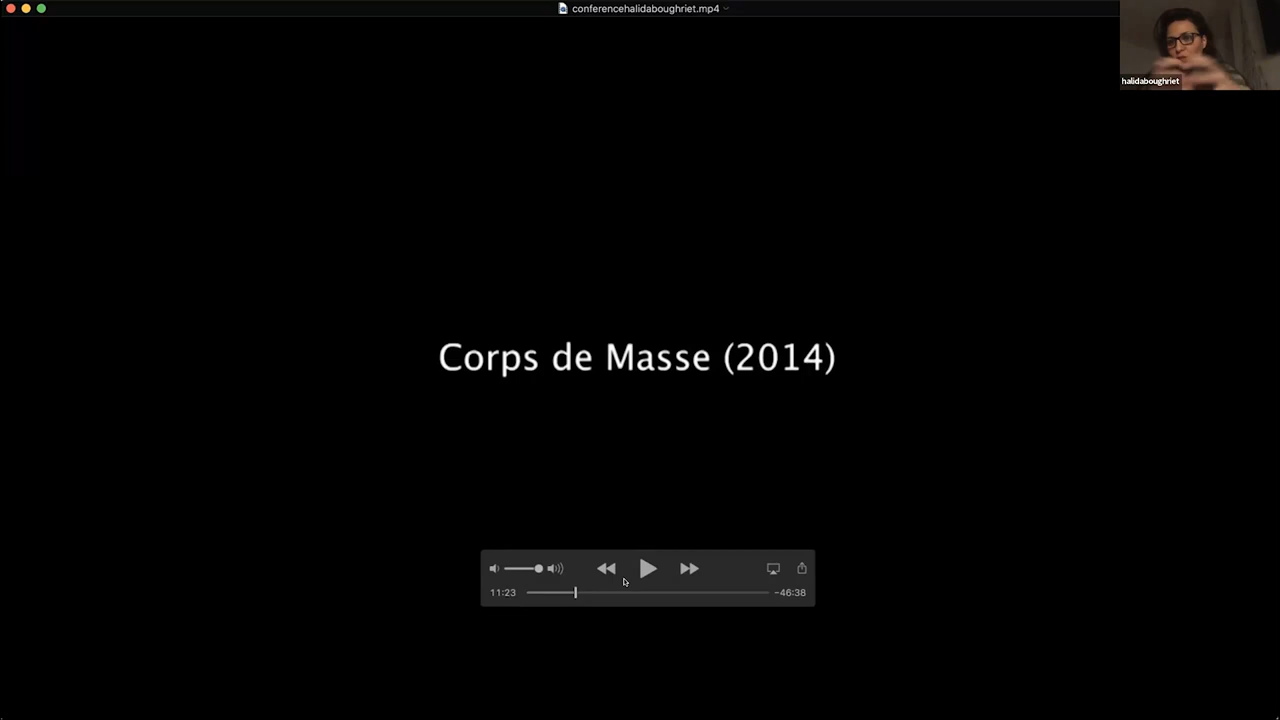 conferencehalidaboughriet.mp4
halidaboughriet
Corps de Masse (2014)
11:23
-46:38